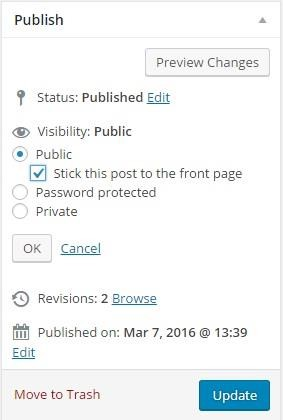 Publish
Preview Changes
Status: Published Edit
Visibility: Public
Public
Stick this post to the front page
Password protected
Private
OK Cancel
Revisions: 2 Browse
Published on: Mar 7, 2016 @ 13:39
Edit
Move to Trash Update